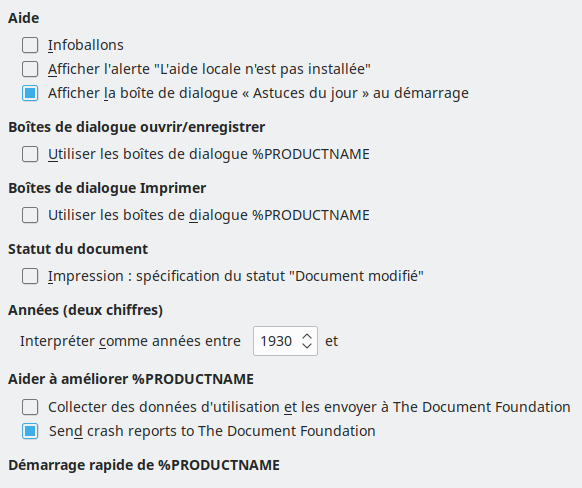 Aide
Infoballons
Afficher l'alerte "L'aide locale n'est pas installée"
Afficher la boîte de dialogue « Astuces du jour » au démarrage
Boîtes de dialogue ouvrir/enregistrer
Utiliser les boîtes de dialogue %PRODUCTNAME
Boîtes de dialogue Imprimer
Utiliser les boîtes de dialogue %PRODUCTNAME
Statut du document
Impression : spécification du statut "Document modifié"
Années (deux chiffres)
Interpréter comme années entre 1930 et
Aider à améliorer %PRODUCTNAME
Collecter des données d'utilisation et les envoyer à The Document Foundation
Send crash reports to The Document Foundation
Démarrage rapide de %PRODUCTNAME